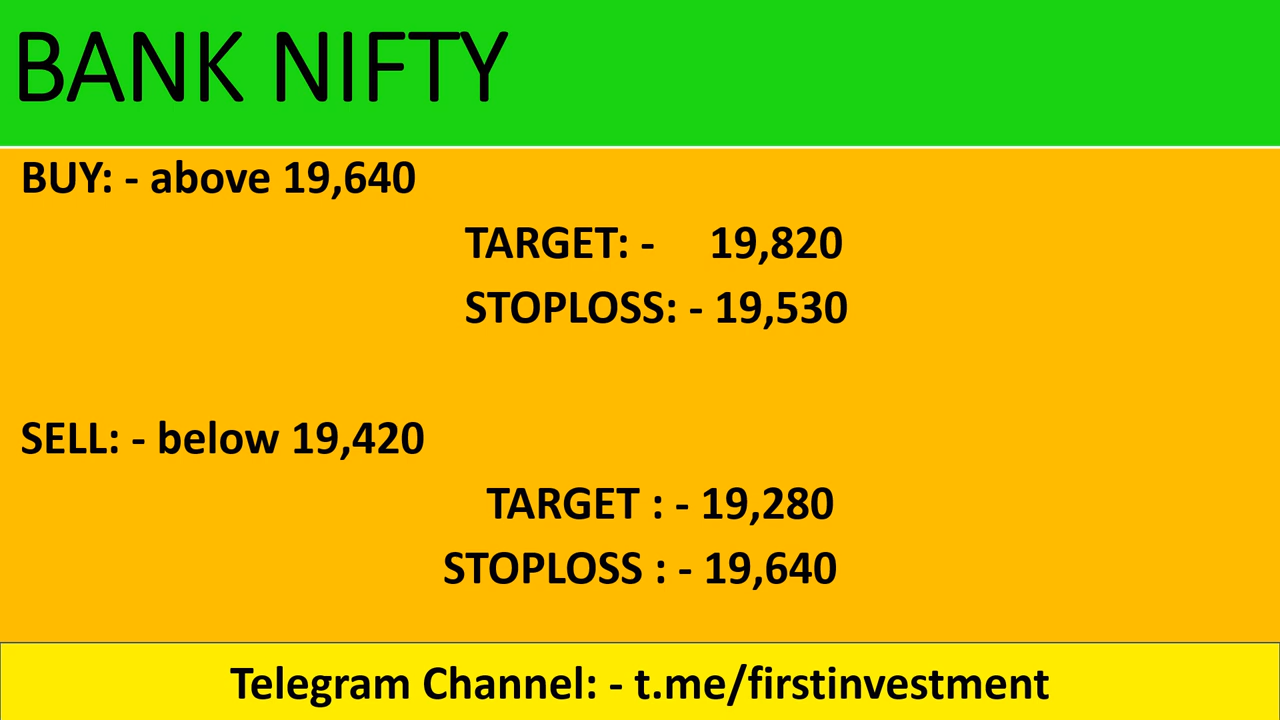 BANK NIFTY
BUY: - above 19,640
TARGET: - 19,820
STOPLOSS: - 19,530
SELL: - below 19,420
TARGET : - 19,280
STOPLOSS : - 19,640
Telegram Channel: - t.me/firstinvestment